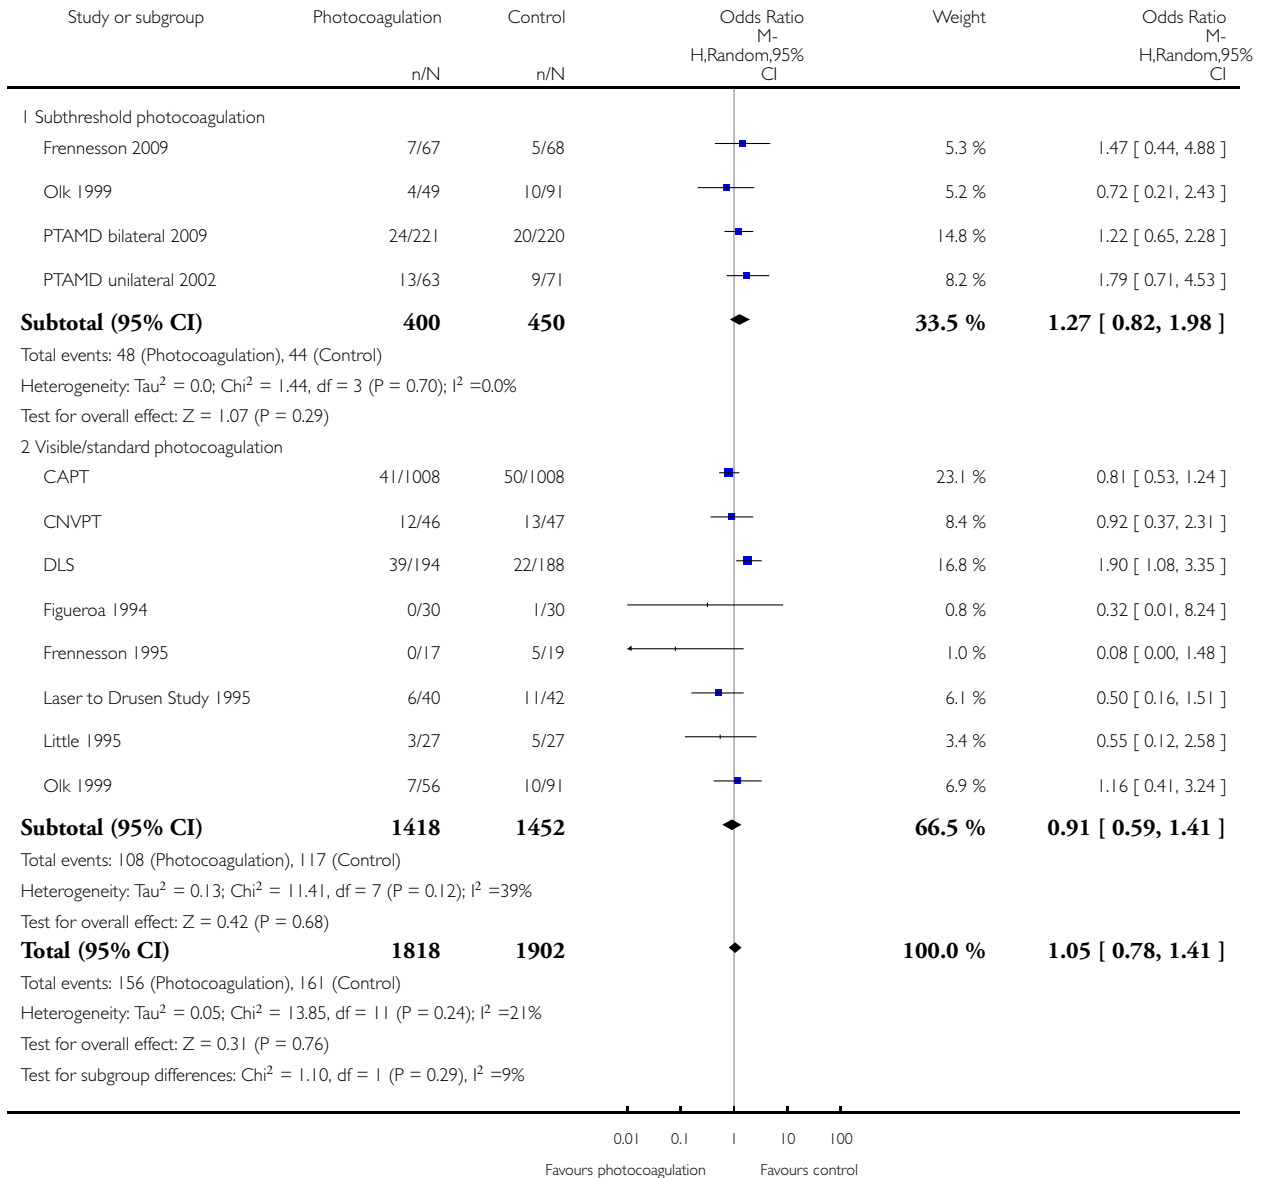 Study or subgroup Photocoagulation Control Odds Ratio Weight Odds Ratio
M- M-
H,Random,95% H,Random,95%
n/N n/N CI CI
1 Subthreshold photocoagulation
Frennesson 2009 7/67 5/68 5.3 % 1.47 [ 0.44, 4.88 ]
Olk 1999 4/49 10/91 5.2 % 0.72 [ 0.21, 2.43 ]
PTAMD bilateral 2009 24/221 20/220 14.8 % 1.22 [ 0.65, 2.28 ]
PTAMD unilateral 2002 13/63 9/71 8.2 % 1.79 [ 0.71, 4.53 ]
Subtotal (95% CI) 400 450 33.5 % 1.27 [ 0.82, 1.98 ]
Total events: 48 (Photocoagulation), 44 (Control)
Heterogeneity: Tau² = 0.0; Chi² = 1.44, df = 3 (P = 0.70); I² =0.0%
Test for overall effect: Z = 1.07 (P = 0.29)
2 Visible/standard photocoagulation
CAPT 41/1008 50/1008 23.1 % 0.81 [ 0.53, 1.24 ]
CNVPT 12/46 13/47 8.4 % 0.92 [ 0.37, 2.31 ]
DLS 39/194 22/188 16.8 % 1.90 [ 1.08, 3.35 ]
Figueroa 1994 0/30 1/30 0.8 % 0.32 [ 0.01, 8.24 ]
Frennesson 1995 0/17 5/19 1.0 % 0.08 [ 0.00, 1.48 ]
Laser to Drusen Study 1995 6/40 11/42 6.1 % 0.50 [ 0.16, 1.51 ]
Little 1995 3/27 5/27 3.4 % 0.55 [ 0.12, 2.58 ]
Olk 1999 7/56 10/91 6.9 % 1.16 [ 0.41, 3.24 ]
Subtotal (95% CI) 1418 1452 66.5 % 0.91 [ 0.59, 1.41 ]
Total events: 108 (Photocoagulation), 117 (Control)
Heterogeneity: Tau² = 0.13; Chi² = 11.41, df = 7 (P = 0.12); I² =39%
Test for overall effect: Z = 0.42 (P = 0.68)
Total (95% CI) 1818 1902 100.0 % 1.05 [ 0.78, 1.41 ]
Total events: 156 (Photocoagulation), 161 (Control)
Heterogeneity: Tau² = 0.05; Chi² = 13.85, df = 11 (P = 0.24); I² =21%
Test for overall effect: Z = 0.31 (P = 0.76)
Test for subgroup differences: Chi² = 1.10, df = 1 (P = 0.29), I² =9%
0.01 0.1 1 10 100
Favours photocoagulation Favours control